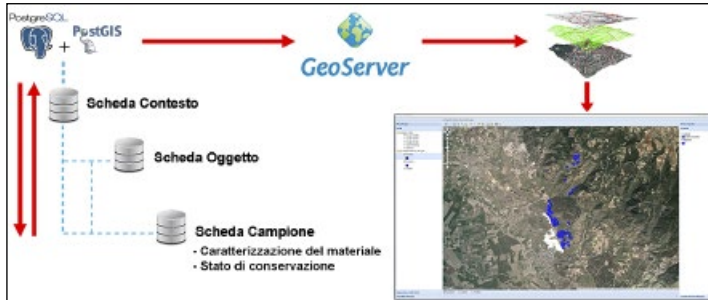 PostgreSQL
PostGIS
+
GeoServer
Scheda Contesto
Scheda Oggetto
Scheda Campione
- Caratterizzazione del materiale
- Stato di conservazione